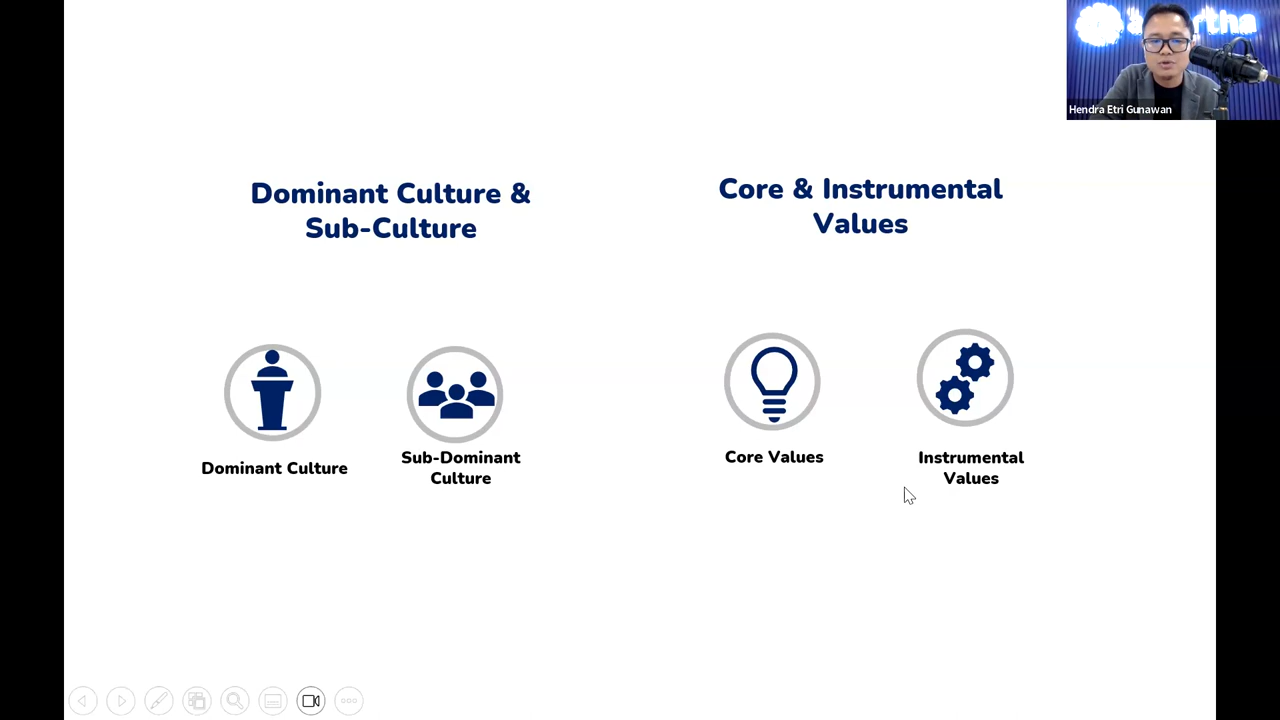 Hendra Etri Gunawan
Dominant Culture &
Sub-Culture
Core & Instrumental
Values
Dominant Culture
Sub-Dominant
Culture
Core Values
Instrumental
Values